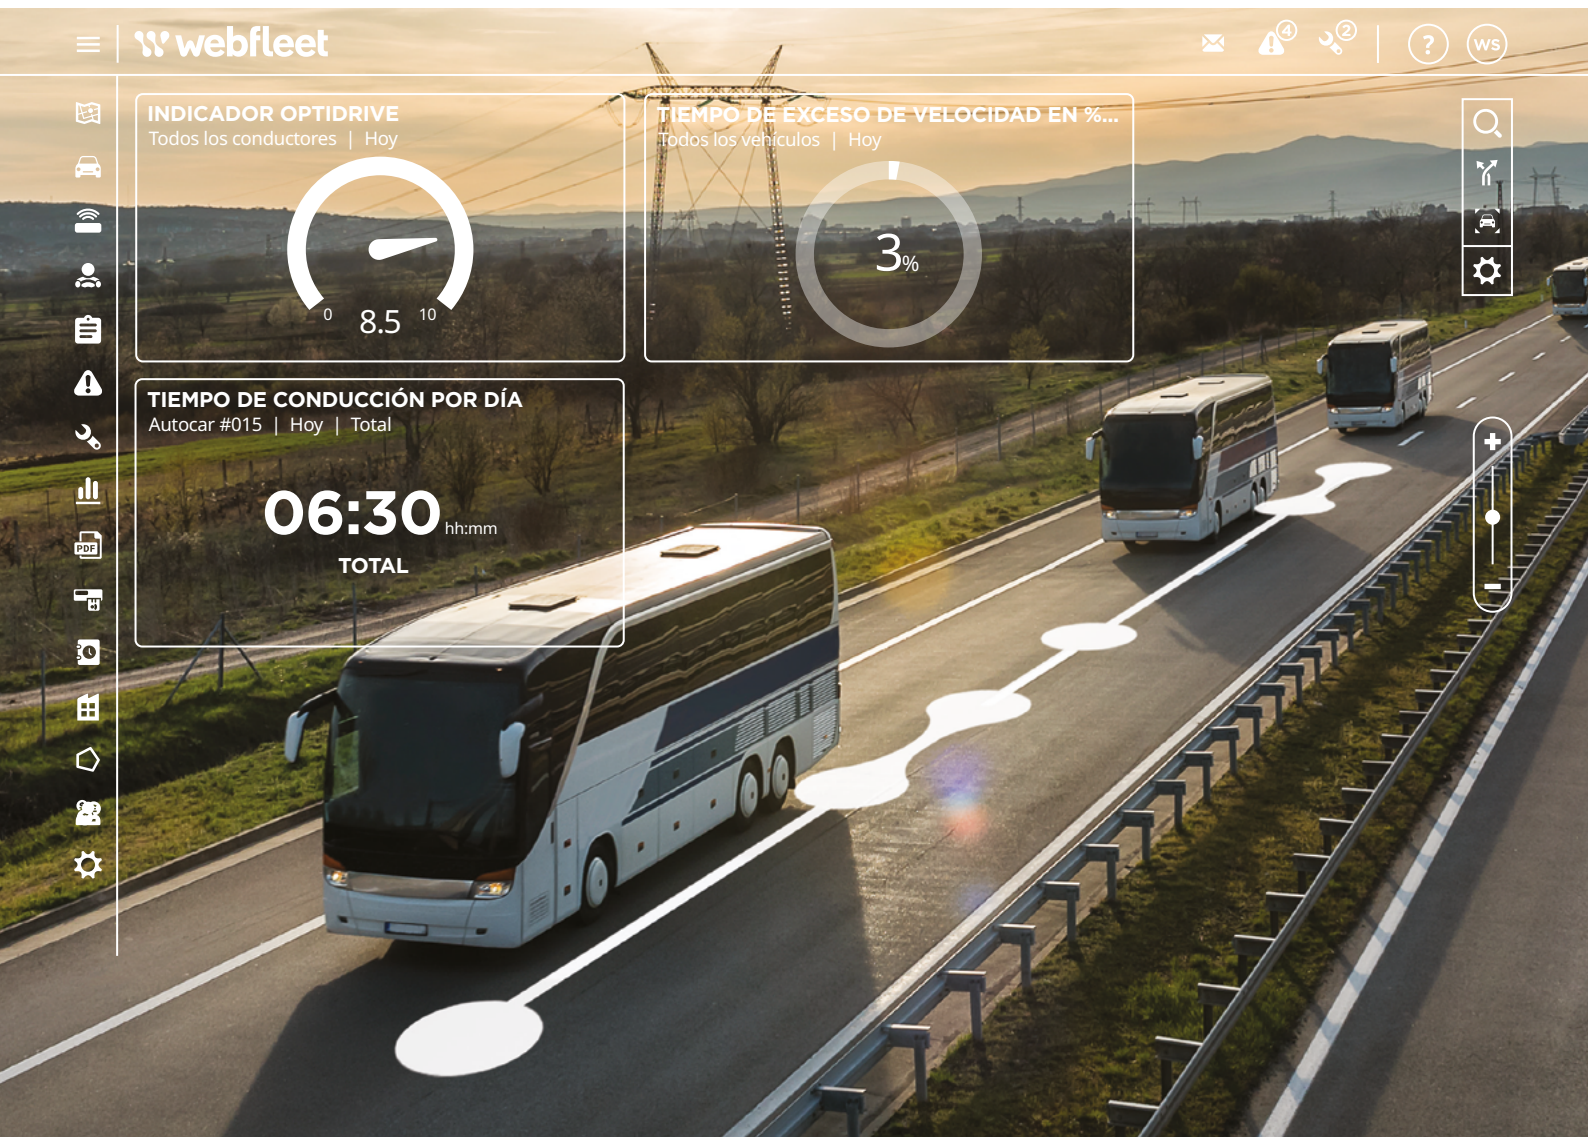 webfleet
4
2
?
WS
INDICADOR OPTIDRIVE
Todos los conductores | Hoy
0
8.5
10
TIEMPO DE EXCESO DE VELOCIDAD EN %...
Todos los vehículos | Hoy
3%
TIEMPO DE CONDUCCIÓN POR DÍA
Autocar #015 | Hoy | Total
06:30 hh:mm
TOTAL
PDF